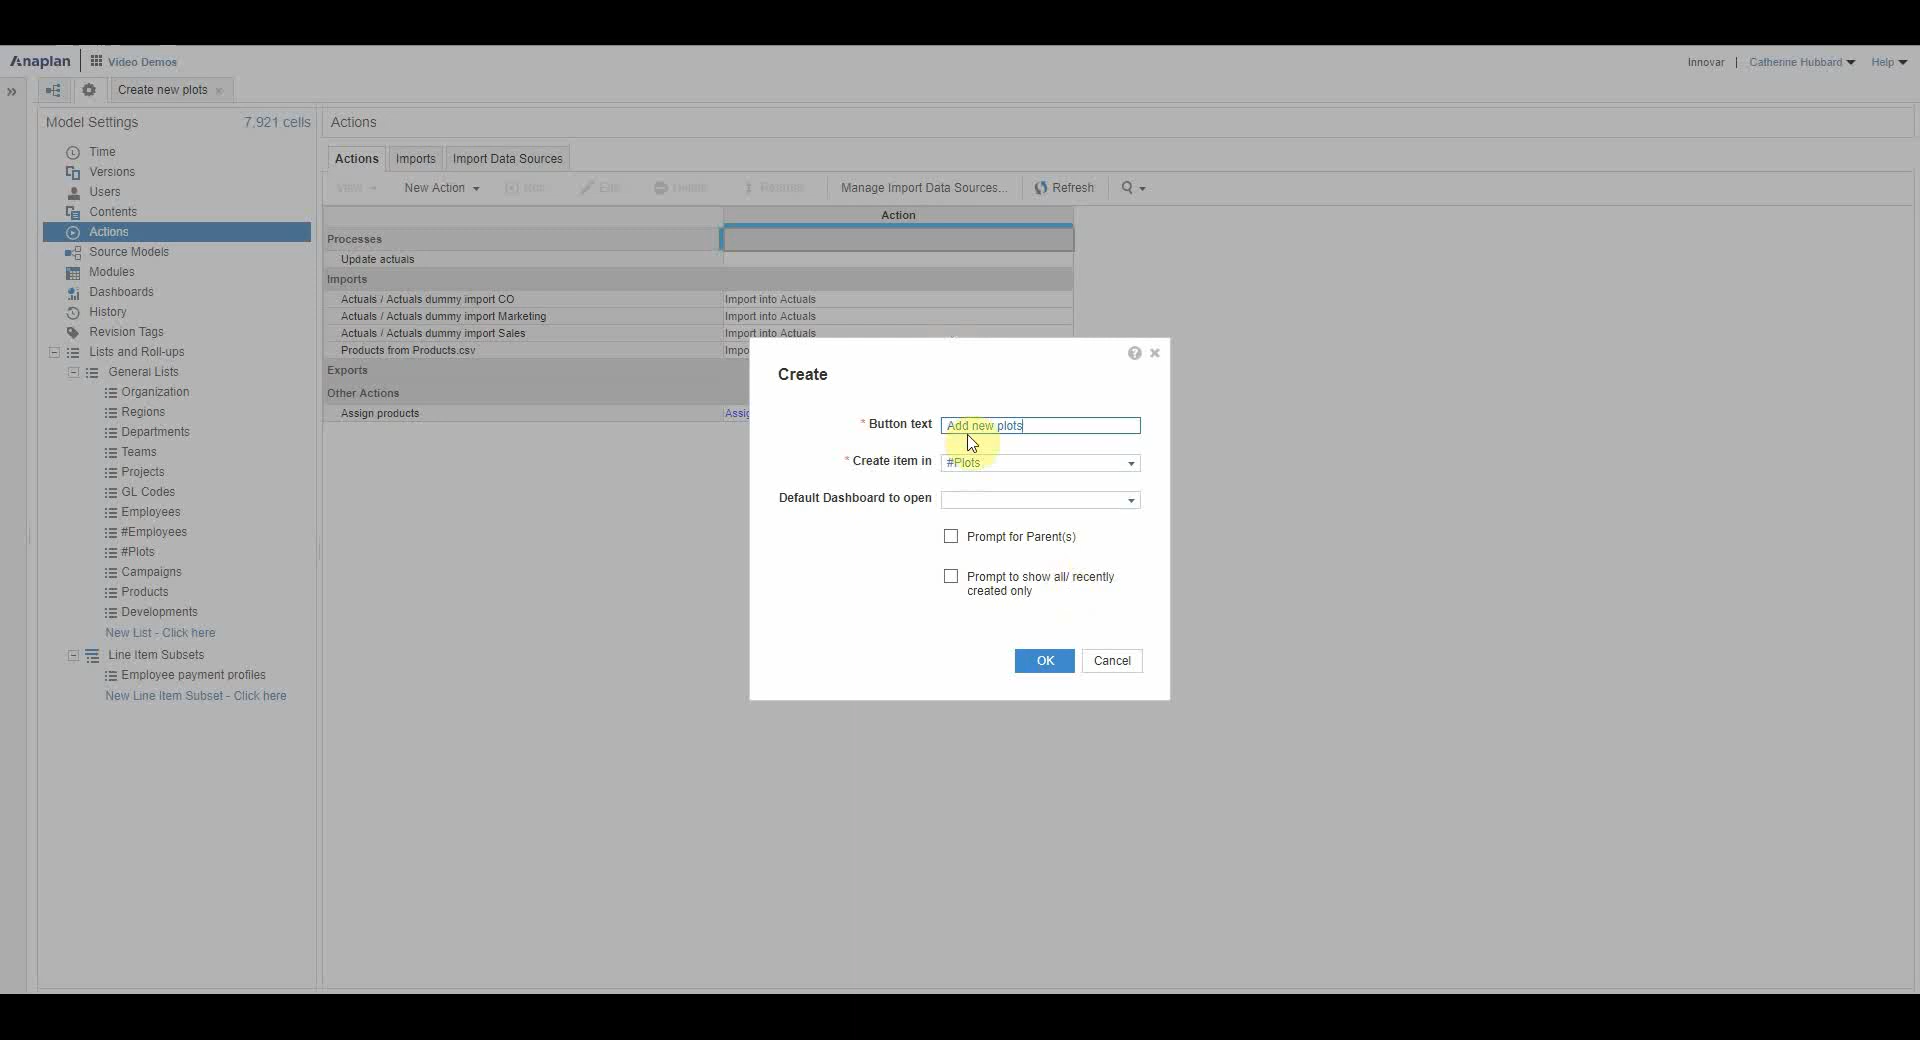 Anaplan
Video Demos
Innovar
Catherine Hubbard
Help
Create new plots
Model Settings
7,921 cells
Time
Versions
Users
Contents
Actions
Source Models
Modules
Dashboards
History
Revision Tags
Lists and Roll-ups
General Lists
Organization
Regions
Departments
Teams
Projects
GL Codes
Employees
#Employees
#Plots
Campaigns
Products
Developments
New List - Click here
Line Item Subsets
Employee payment profiles
New Line Item Subset - Click here
Actions
Actions Imports Import Data Sources
View New Action Run Edit Delete Manage Import Data Sources... Refresh
Action
Processes
Update actuals
Imports
Actuals / Actuals dummy import CO Import into Actuals
Actuals / Actuals dummy import Marketing Import into Actuals
Actuals / Actuals dummy import Sales Import into Actuals
Products from Products.csv Impo
Exports
Other Actions
Assign products Assig
Create
* Button text Add new plots
* Create item in #Plots
Default Dashboard to open
Prompt for Parent(s)
Prompt to show all/ recently
created only
OK Cancel